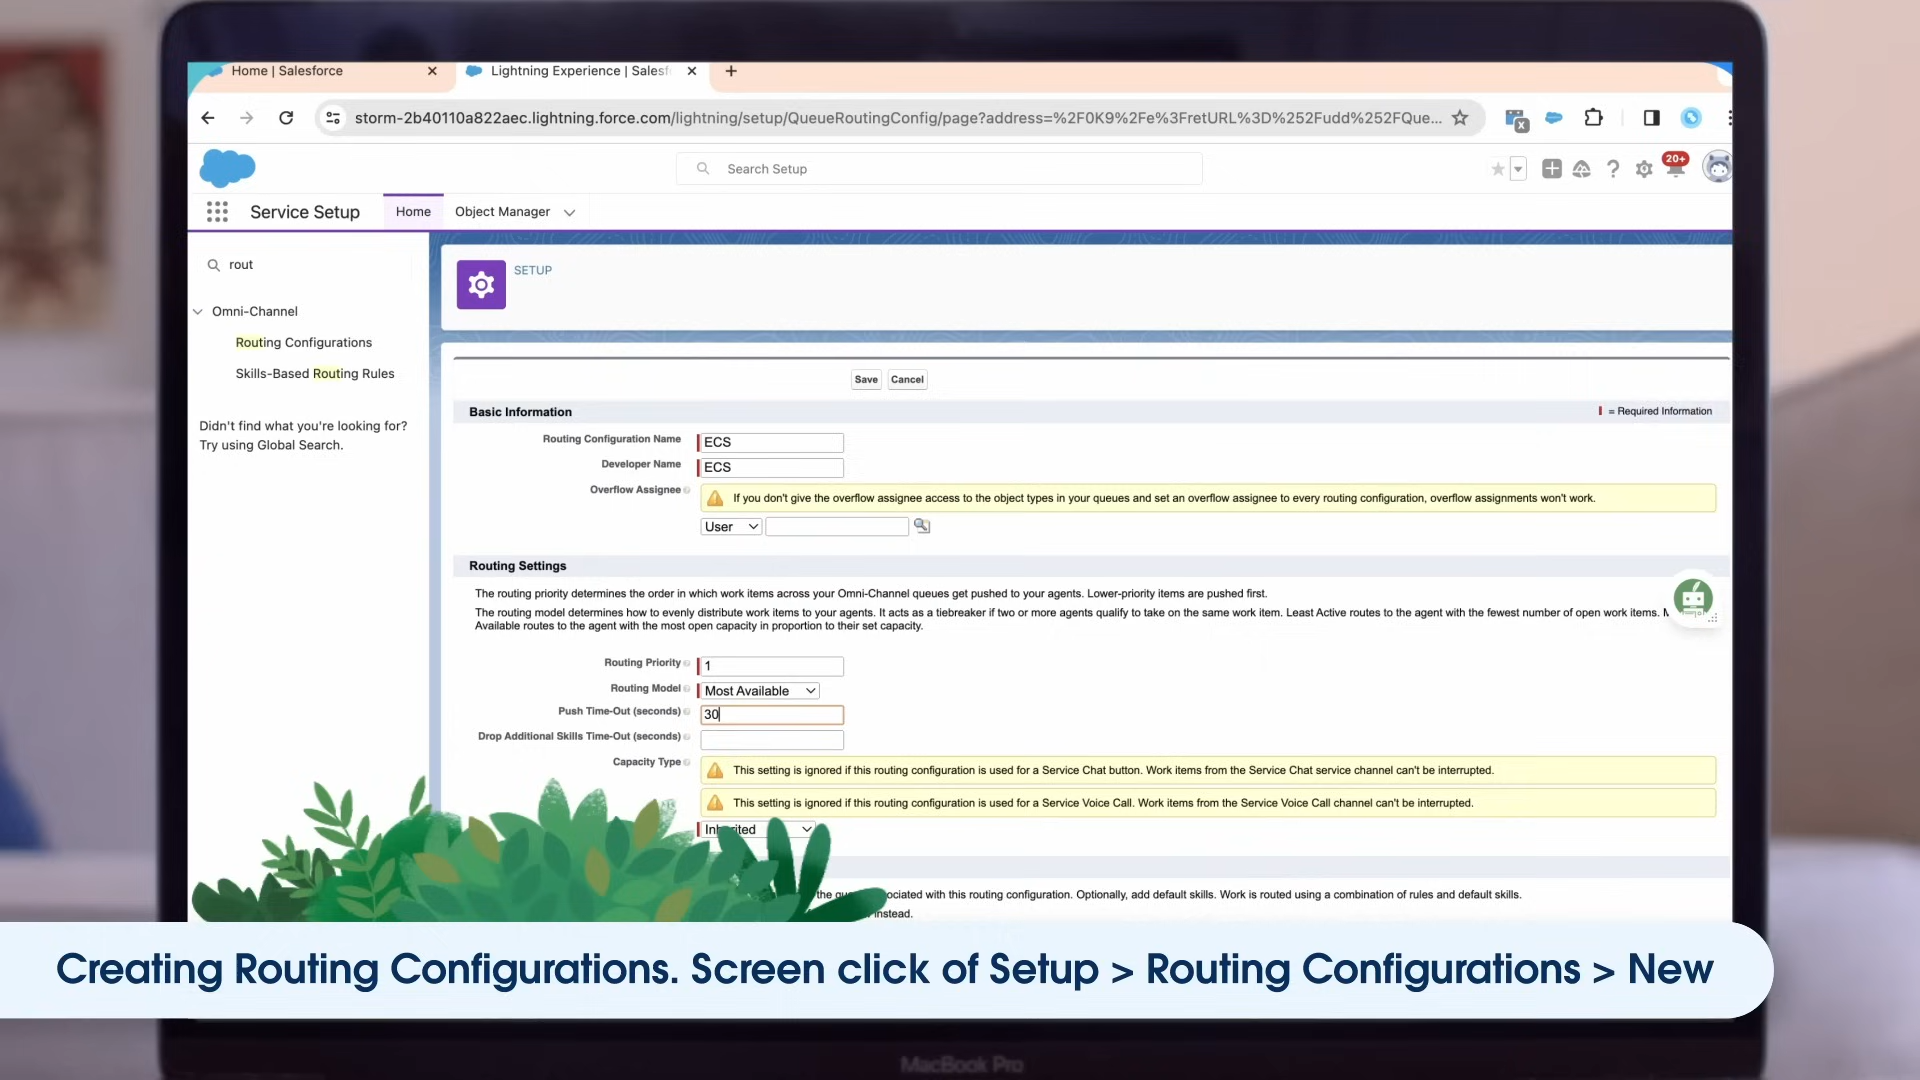 Home | Salesforce
Lightning Experience | Salesf
storm-2b40110a822aec.lightning.force.com/lightning/setup/QueueRoutingConfig/page?address=%2F0K9%2Fe%3FretURL%3D%252Fudd%252FQue...
X
Search Setup
20+
Service Setup
Home
Object Manager
rout
SETUP
Omni-Channel
Routing Configurations
Skills-Based Routing Rules
Didn't find what you're looking for?
Try using Global Search.
Save
Cancel
Basic Information
= Required Information
Routing Configuration Name
ECS
Developer Name
ECS
Overflow Assignee
If you don't give the overflow assignee access to the object types in your queues and set an overflow assignee to every routing configuration, overflow assignments won't work.
User
Routing Settings
The routing priority determines the order in which work items across your Omni-Channel queues get pushed to your agents. Lower-priority items are pushed first.
The routing model determines how to evenly distribute work items to your agents. It acts as a tiebreaker if two or more agents qualify to take on the same work item. Least Active routes to the agent with the fewest number of open work items. M
Available routes to the agent with the most open capacity in proportion to their set capacity.
Routing Priority
1
Routing Model
Most Available
Push Time-Out (seconds)
30
Drop Additional Skills Time-Out (seconds)
Capacity Type
This setting is ignored if this routing configuration is used for a Service Chat button. Work items from the Service Chat service channel can't be interrupted.
This setting is ignored if this routing configuration is used for a Service Voice Call. Work items from the Service Voice Call channel can't be interrupted.
Inherited
associated with this routing configuration. Optionally, add default skills. Work is routed using a combination of rules and default skills.
instead.
Creating Routing Configurations. Screen click of Setup > Routing Configurations > New
MacBook Pro